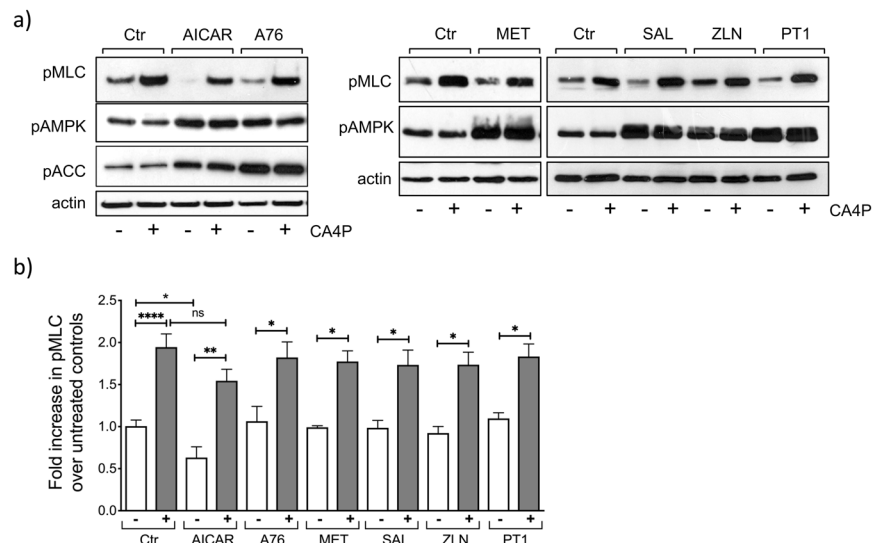 a)
Ctr AICAR A76
pMLC
pAMPK
pACC
actin
- + - + - + CA4P
Ctr MET Ctr SAL ZLN PT1
pMLC
pAMPK
actin
- + - + - + - + - + - + CA4P
b)
Fold increase in pMLC
over untreated controls
2.5
2.0
1.5
1.0
0.5
0.0
* **** ns ** * * * * *
- + - + - + - + - + - + - +
Ctr AICAR A76 MET SAL ZLN PT1